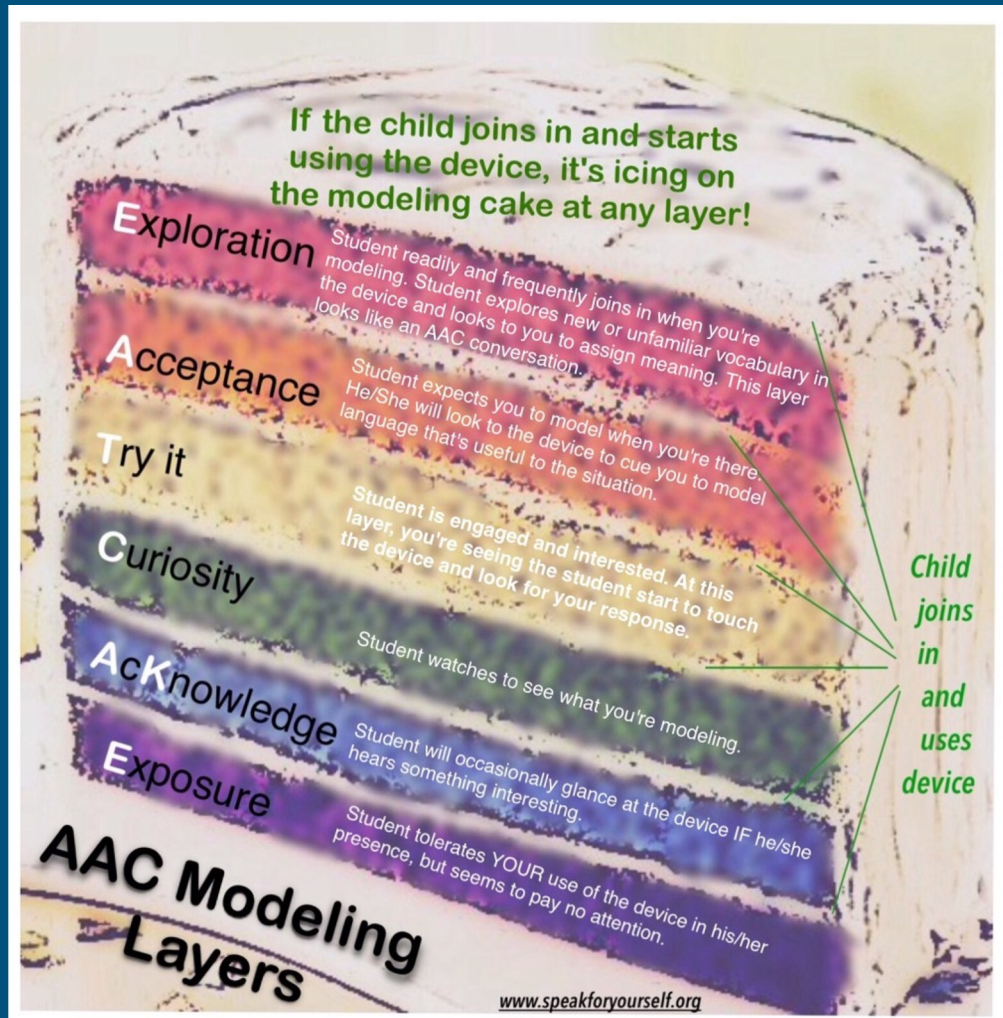 If the child joins in and starts
using the device, it's icing on
the modeling cake at any layer!
Exploration
Student readily and frequently joins in when you're
modeling. Student explores new or unfamiliar vocabulary in
the device and looks to you to assign meaning. This layer
looks like an AAC conversation.
Acceptance
Student expects you to model when you're there.
He/She will look to the device to cue you to model
language that's useful to the situation.
Try it
Student is engaged and interested. At this
layer, you're seeing the student start to touch
the device and look for your response.
Curiosity
Student watches to see what you're modeling.
AcKnowledge
Student will occasionally glance at the device IF he/she
hears something interesting.
Exposure
Student tolerates YOUR use of the device in his/her
presence, but seems to pay no attention.
Child
joins
in
and
uses
device
AAC Modeling
Layers
www.speakforyourself.org